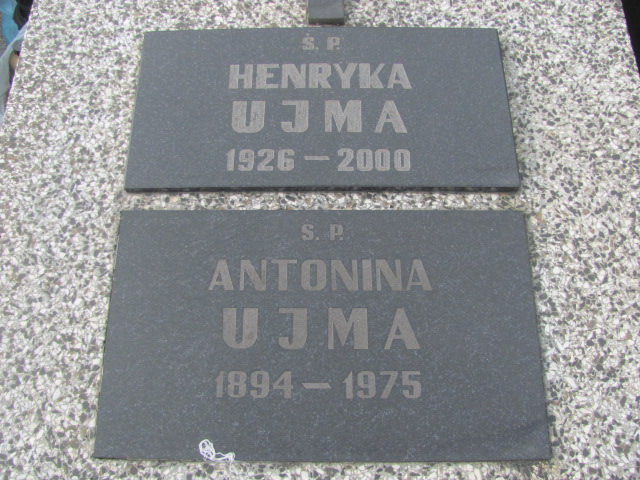 Ś. P.
HENRYKA
UJMA
1926 – 2000
Ś. P.
ANTONINA
UJMA
1894 – 1975